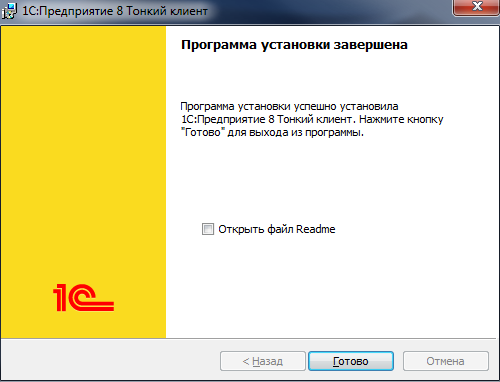 1С:Предприятие 8 Тонкий клиент
Программа установки завершена
Программа установки успешно установила
1С:Предприятие 8 Тонкий клиент. Нажмите кнопку
"Готово" для выхода из программы.
Открыть файл Readme
1С
< Назад
Готово
Отмена